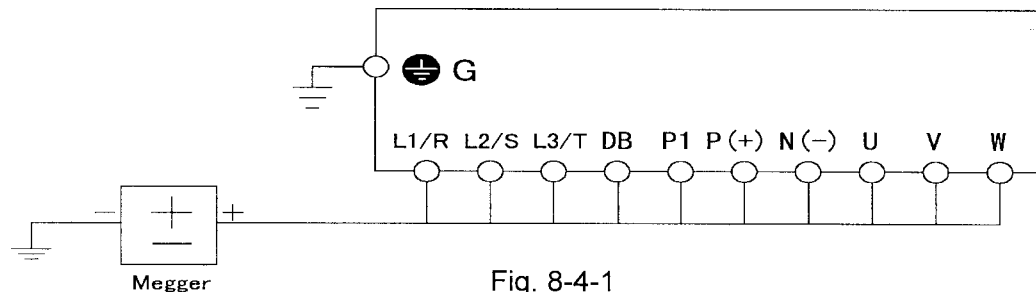 G
L1/R L2/S L3/T DB P1 P(+) N(−) U V W
− + − +
Megger
Fig. 8-4-1